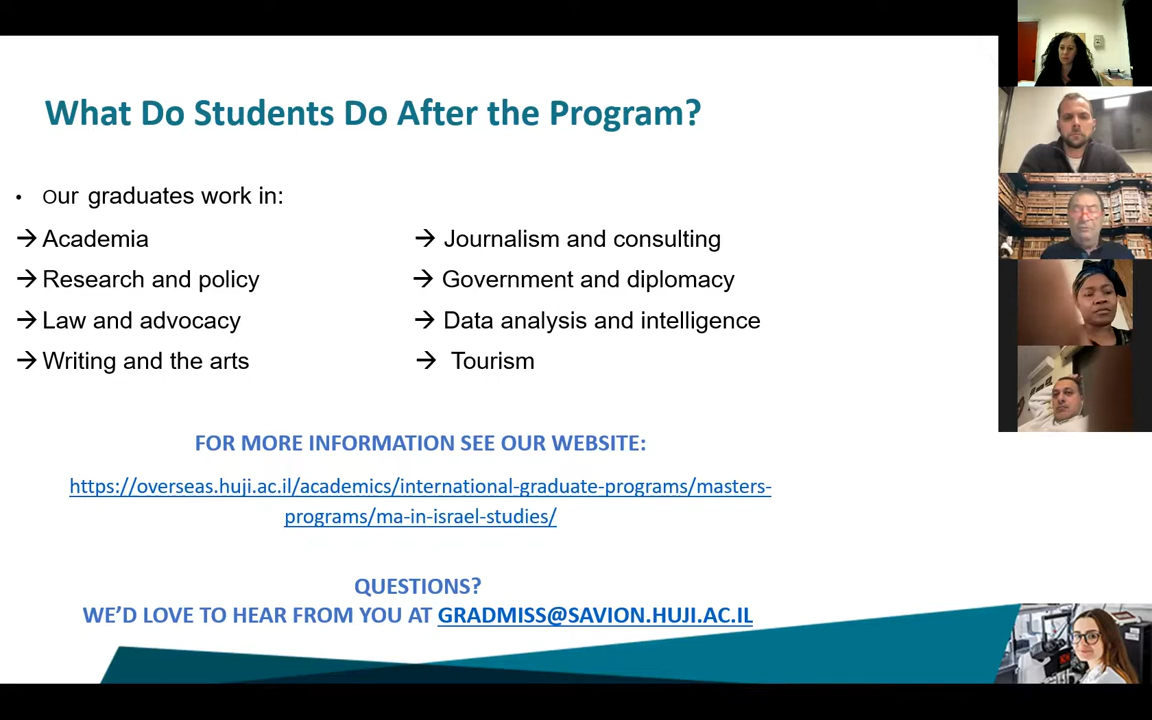 What Do Students Do After the Program?
• Our graduates work in:
→ Academia
→ Research and policy
→ Law and advocacy
→ Writing and the arts
→ Journalism and consulting
→ Government and diplomacy
→ Data analysis and intelligence
→ Tourism
FOR MORE INFORMATION SEE OUR WEBSITE:
https://overseas.huji.ac.il/academics/international-graduate-programs/masters-
programs/ma-in-israel-studies/
QUESTIONS?
WE’D LOVE TO HEAR FROM YOU AT GRADMISS@SAVION.HUJI.AC.IL